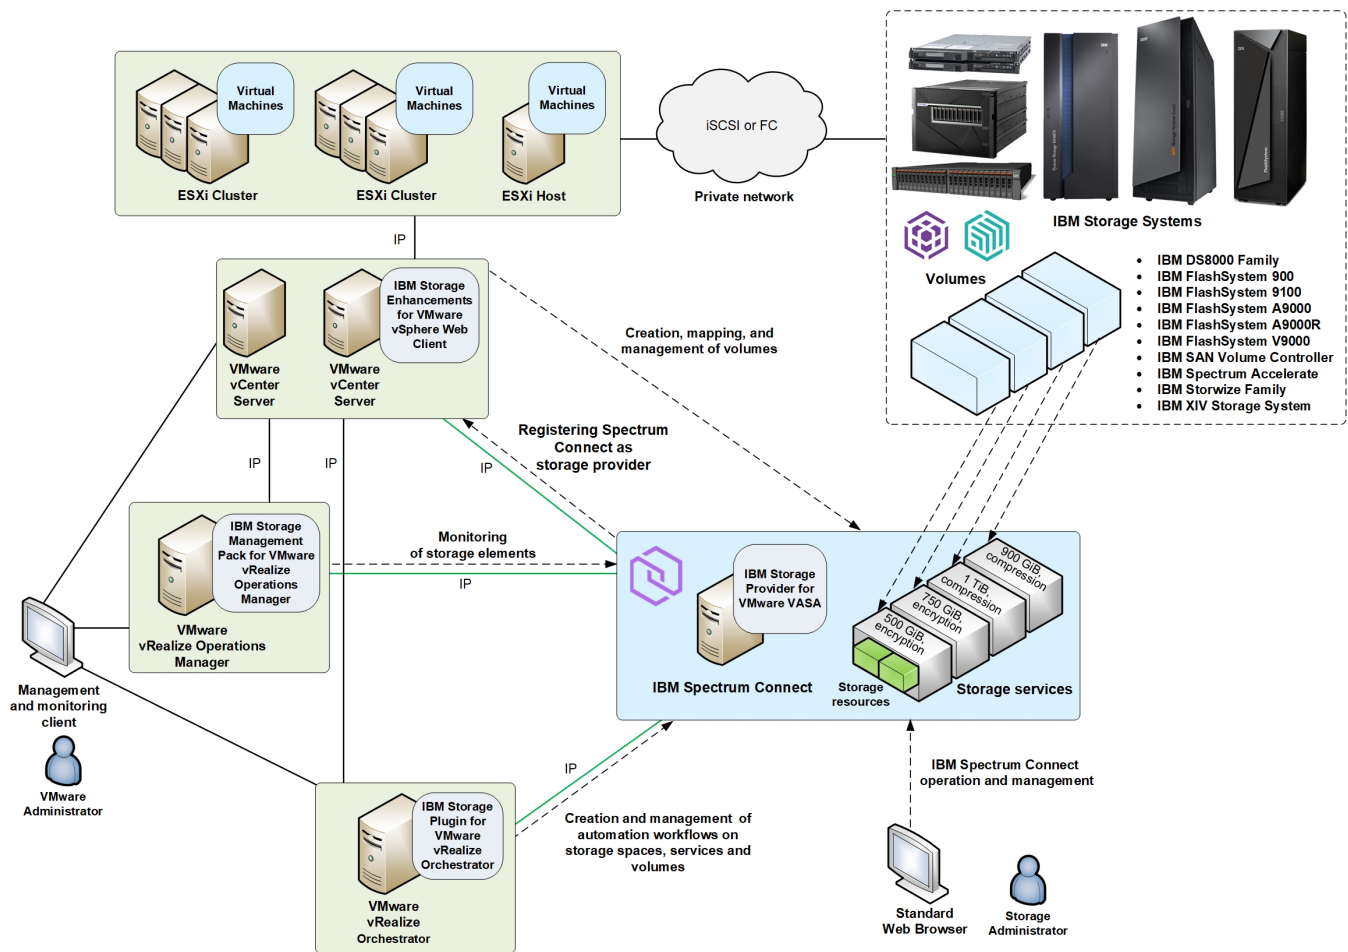 Virtual
Machines
Virtual
Machines
Virtual
Machines
ESXi Cluster
ESXi Cluster
ESXi Host
iSCSI or FC
Private network
IBM Storage Systems
Volumes
• IBM DS8000 Family
• IBM FlashSystem 900
• IBM FlashSystem 9100
• IBM FlashSystem A9000
• IBM FlashSystem A9000R
• IBM FlashSystem V9000
• IBM SAN Volume Controller
• IBM Spectrum Accelerate
• IBM Storwize Family
• IBM XIV Storage System
IP
IBM Storage
Enhancements
for VMware
vSphere Web
Client
VMware
vCenter
Server
VMware
vCenter
Server
Creation, mapping, and
management of volumes
Registering Spectrum
Connect as
storage provider
IP
IP
IP
IBM Storage
Management
Pack for VMware
vRealize
Operations
Manager
VMware
vRealize Operations
Manager
Monitoring
of storage elements
IP
IBM Storage
Provider for
VMware VASA
IBM Spectrum Connect
900 GiB,
compression
1 TiB,
compression
750 GiB,
encryption
500 GiB,
encryption
Storage
resources
Storage services
Management
and monitoring
client
VMware
Administrator
IP
IBM Storage
Plugin for
VMware
vRealize
Orchestrator
VMware
vRealize
Orchestrator
Creation and management of
automation workflows on
storage spaces, services and
volumes
IBM Spectrum Connect
operation and management
Standard
Web Browser
Storage
Administrator